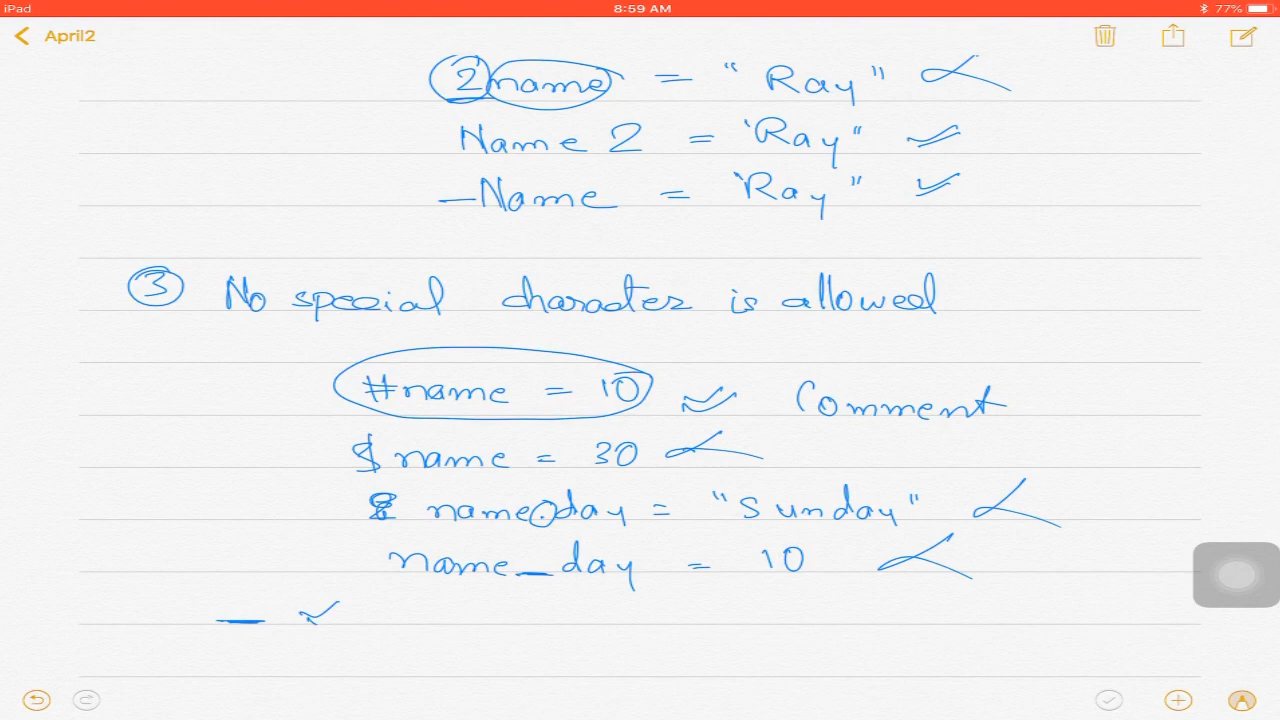 iPad 8:59 AM 77%
April2
2name = "Ray"
Name 2 = 'Ray"
_Name = 'Ray"
3 No special character is allowed
#name = 10 Comment
$ name = 30
name.day = "Sunday"
name_day = 10
_